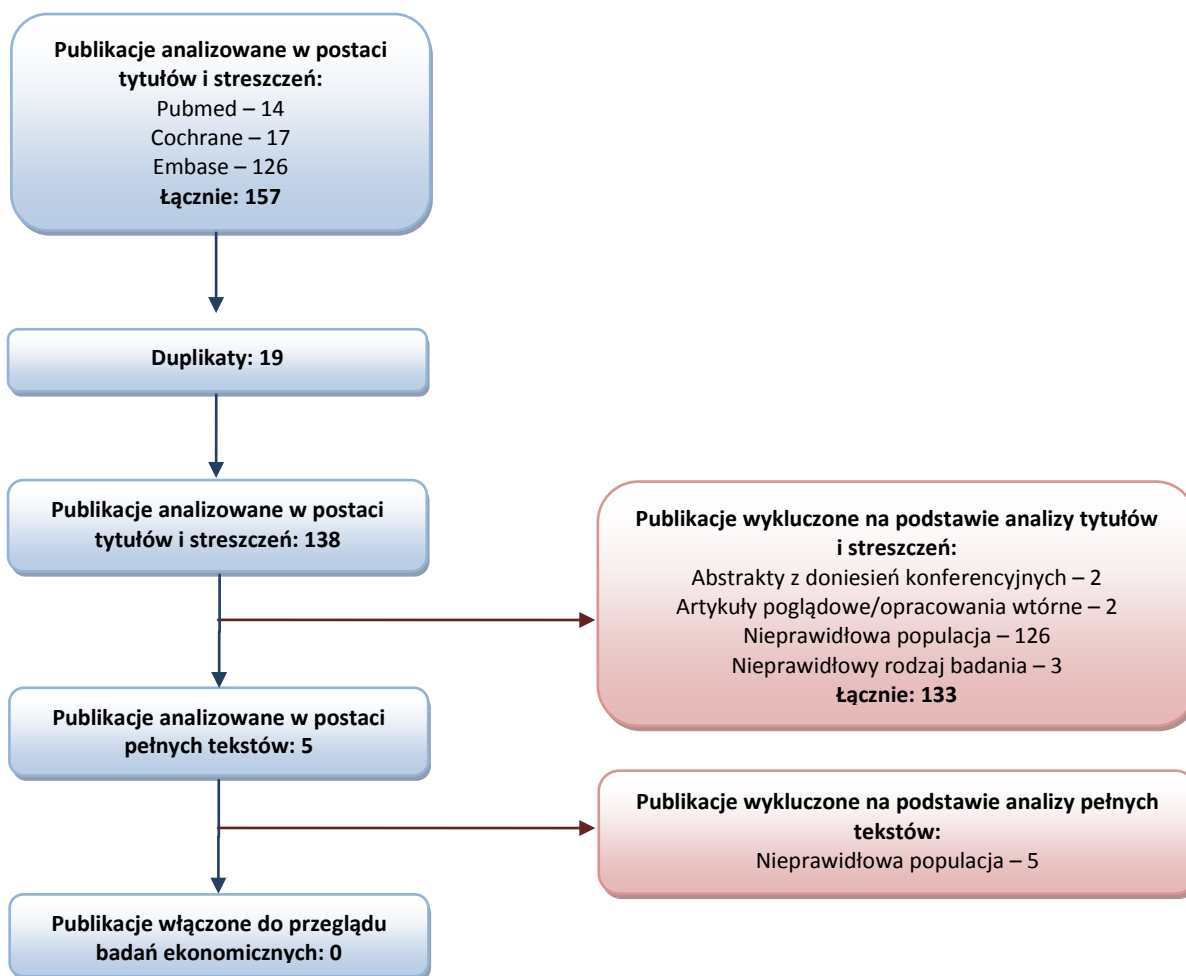 Publikacje analizowane w postaci
tytułów i streszczeń:
Pubmed – 14
Cochrane – 17
Embase – 126
Łącznie: 157
Duplikaty: 19
Publikacje analizowane w postaci
tytułów i streszczeń: 138
Publikacje wykluczone na podstawie analizy tytułów
i streszczeń:
Abstrakty z doniesień konferencyjnych – 2
Artykuły poglądowe/opracowania wtórne – 2
Nieprawidłowa populacja – 126
Nieprawidłowy rodzaj badania – 3
Łącznie: 133
Publikacje analizowane w postaci
pełnych tekstów: 5
Publikacje wykluczone na podstawie analizy pełnych
tekstów:
Nieprawidłowa populacja – 5
Publikacje włączone do przeglądu
badań ekonomicznych: 0